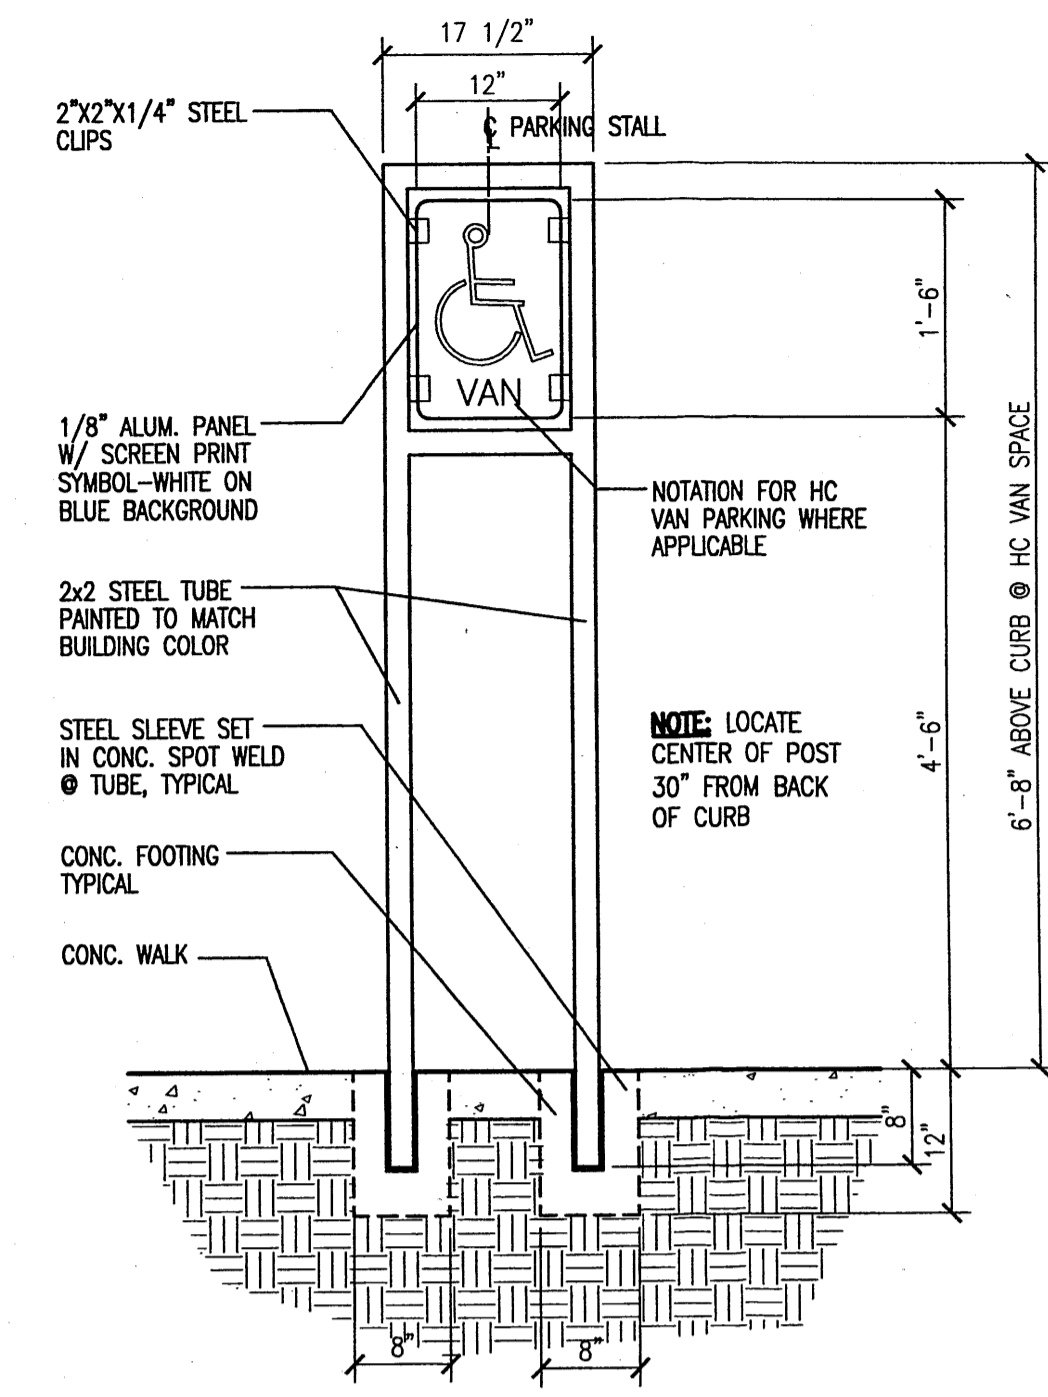 17 1/2"
12"
2"X2"X1/4" STEEL
CLIPS
℄ PARKING STALL
1'-6"
VAN
1/8" ALUM. PANEL
W/ SCREEN PRINT
SYMBOL-WHITE ON
BLUE BACKGROUND
NOTATION FOR HC
VAN PARKING WHERE
APPLICABLE
6'-8" ABOVE CURB @ HC VAN SPACE
2x2 STEEL TUBE
PAINTED TO MATCH
BUILDING COLOR
STEEL SLEEVE SET
IN CONC. SPOT WELD
@ TUBE, TYPICAL
NOTE: LOCATE
CENTER OF POST
30" FROM BACK
OF CURB
4'-6"
CONC. FOOTING
TYPICAL
CONC. WALK
8"
12"
8"
8"